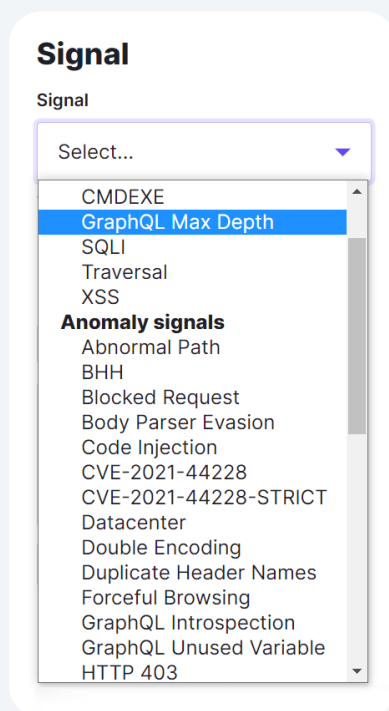 Signal
Signal
Select...
CMDEXE
GraphQL Max Depth
SQLI
Traversal
XSS
Anomaly signals
Abnormal Path
BHH
Blocked Request
Body Parser Evasion
Code Injection
CVE-2021-44228
CVE-2021-44228-STRICT
Datacenter
Double Encoding
Duplicate Header Names
Forceful Browsing
GraphQL Introspection
GraphQL Unused Variable
HTTP 403